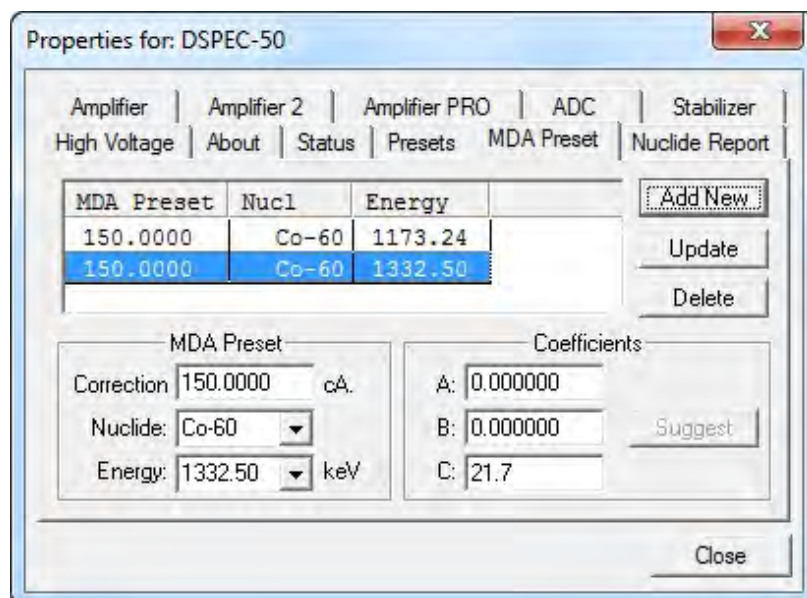 Properties for: DSPEC-50
Amplifier Amplifier 2 Amplifier PRO ADC Stabilizer
High Voltage About Status Presets MDA Preset Nuclide Report
MDA Preset Nucl Energy
150.0000 Co-60 1173.24
150.0000 Co-60 1332.50
Add New
Update
Delete
MDA Preset
Correction 150.0000 cA.
Nuclide: Co-60
Energy: 1332.50 keV
Coefficients
A: 0.000000
B: 0.000000
C: 21.7
Suggest
Close